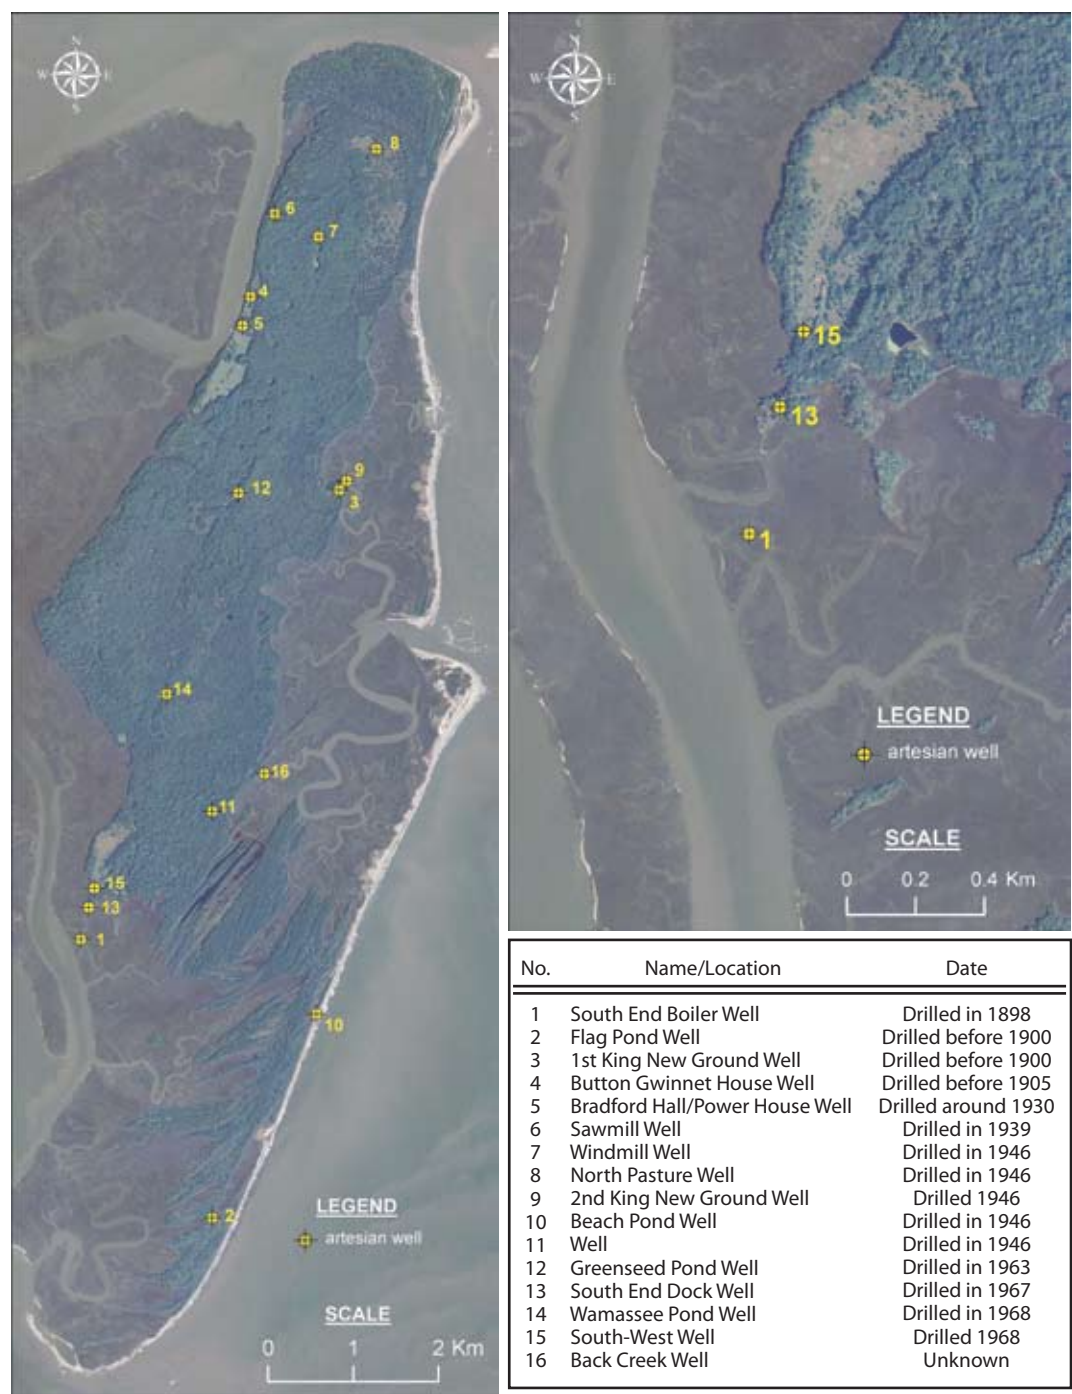 N
W E
S
8
6
7
4
5
9
12
3
14
16
11
15
13
1
10
2
LEGEND
artesian well
SCALE
0 1 2 Km
N
W E
S
15
13
1
LEGEND
artesian well
SCALE
0 0.2 0.4 Km
No. Name/Location Date
1 South End Boiler Well Drilled in 1898
2 Flag Pond Well Drilled before 1900
3 1st King New Ground Well Drilled before 1900
4 Button Gwinnet House Well Drilled before 1905
5 Bradford Hall/Power House Well Drilled around 1930
6 Sawmill Well Drilled in 1939
7 Windmill Well Drilled in 1946
8 North Pasture Well Drilled in 1946
9 2nd King New Ground Well Drilled 1946
10 Beach Pond Well Drilled in 1946
11 Well Drilled in 1946
12 Greenseed Pond Well Drilled in 1963
13 South End Dock Well Drilled in 1967
14 Wamassee Pond Well Drilled in 1968
15 South-West Well Drilled 1968
16 Back Creek Well Unknown